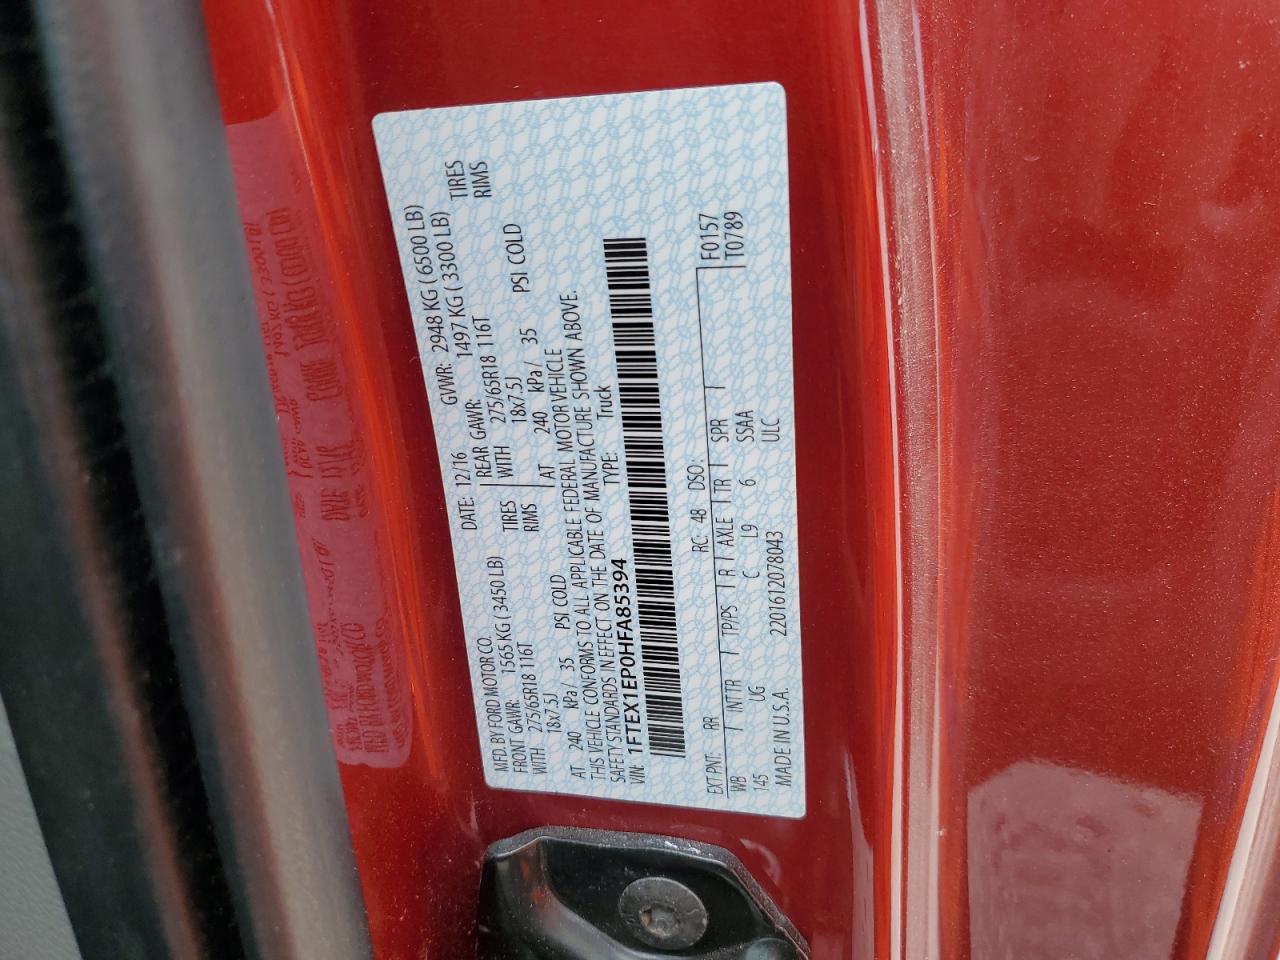 MFD. BY FORD MOTOR CO.
DATE: 12/16 GVWR: 2948 KG ( 6500 LB)
FRONT GAWR: 1565 KG ( 3450 LB) REAR GAWR: 1497 KG ( 3300 LB)
WITH 275/65R18 116T TIRES WITH 275/65R18 116T TIRES
18x7.5J RIMS 18x7.5J RIMS
AT 240 kPa/ 35 PSI COLD AT 240 kPa/ 35 PSI COLD
THIS VEHICLE CONFORMS TO ALL APPLICABLE FEDERAL MOTOR VEHICLE
SAFETY STANDARDS IN EFFECT ON THE DATE OF MANUFACTURE SHOWN ABOVE.
VIN: 1FTEX1EP0HFA85394 TYPE: Truck
EXT PNT: RR RC: 48 DSO: F0157
WB INT TR TP/PS R AXLE TR SPR T0789
145 UG C L9 6 SSAA
MADE IN U.S.A. 2201612078043 ULC